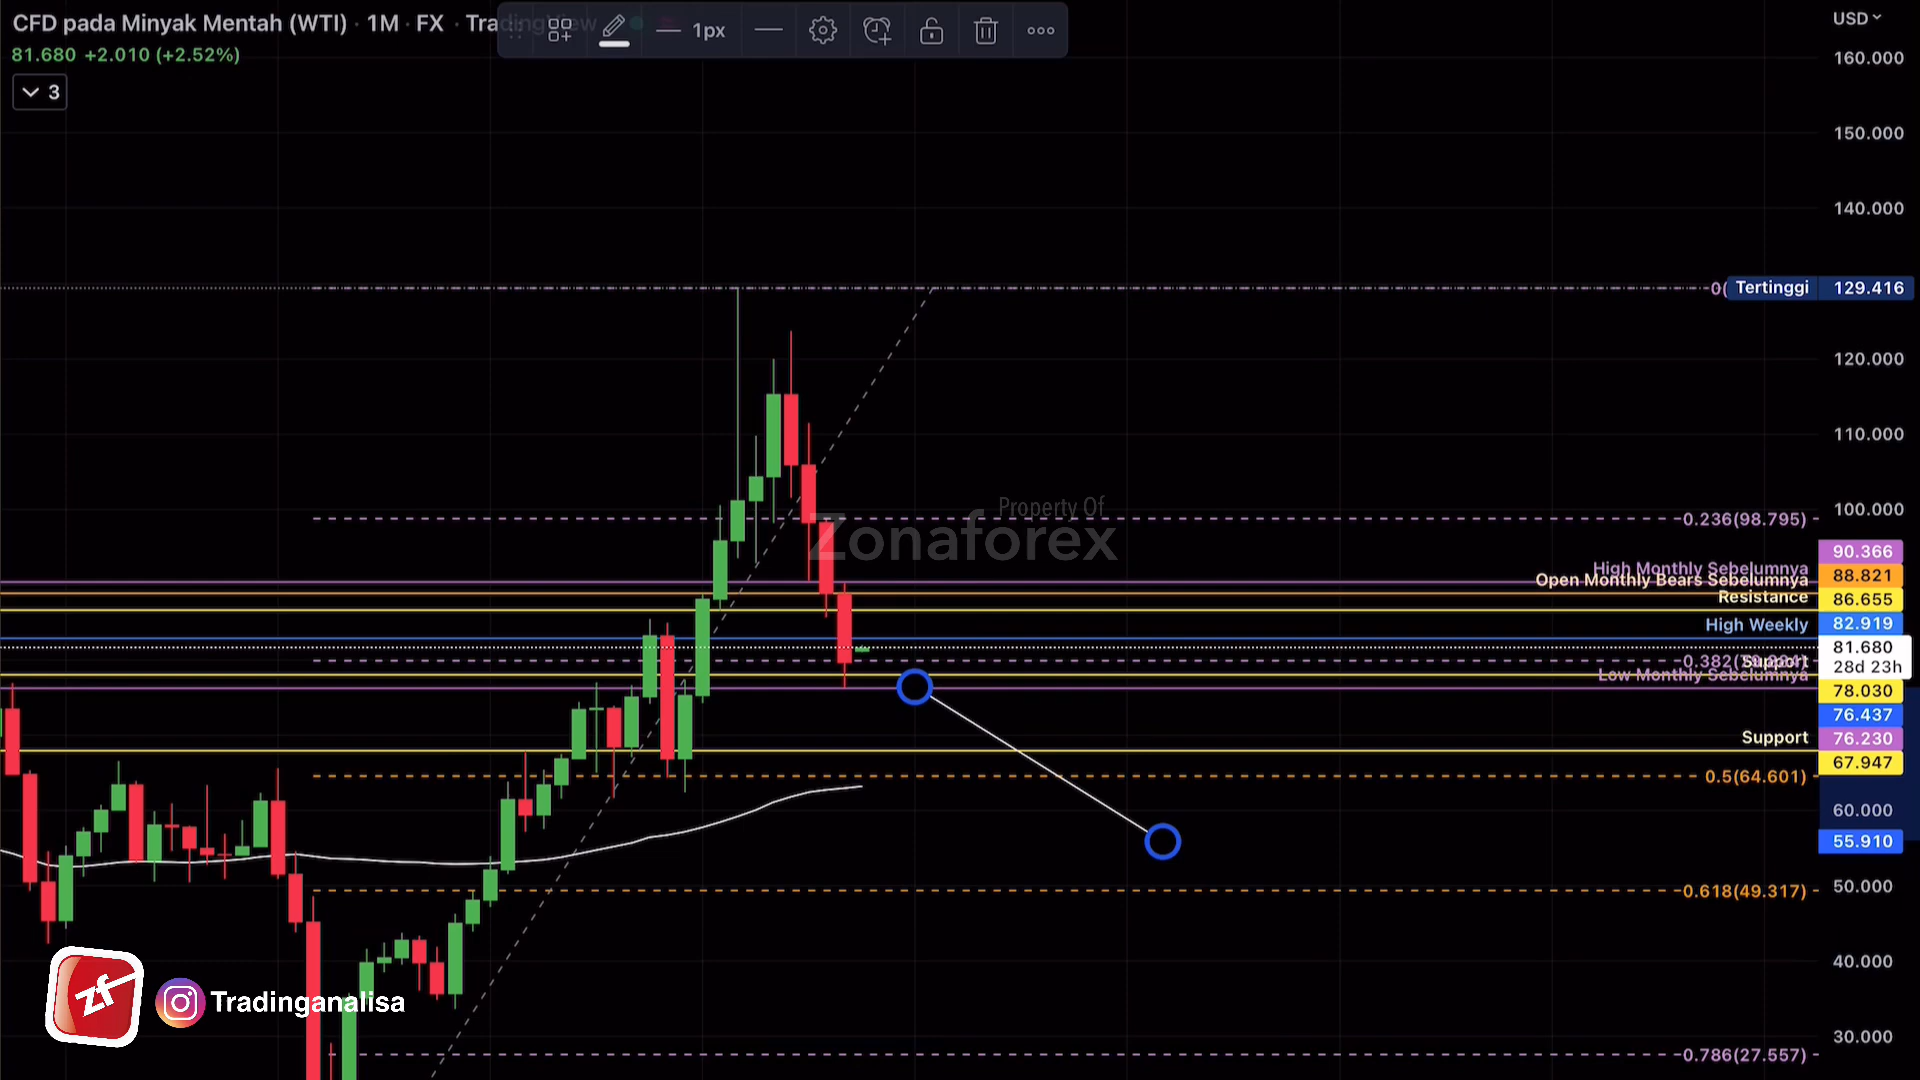 CFD pada Minyak Mentah (WTI) · 1M · FX · TradingView
81.680 +2.010 (+2.52%)
3
1px
USD
160.000
150.000
140.000
0(
Tertinggi 129.416
120.000
110.000
Property Of
Zonaforex
100.000
0.236(98.795)
90.366
High Monthly Sebelumnya
Open Monthly Bears Sebelumnya
88.821
Resistance
86.655
High Weekly
82.919
81.680
28d 23h
Support
Low Monthly Sebelumnya
78.030
76.437
76.230
Support
67.947
0.5(64.601)
60.000
55.910
50.000
0.618(49.317)
40.000
30.000
0.786(27.557)
zf
Tradinganalisa